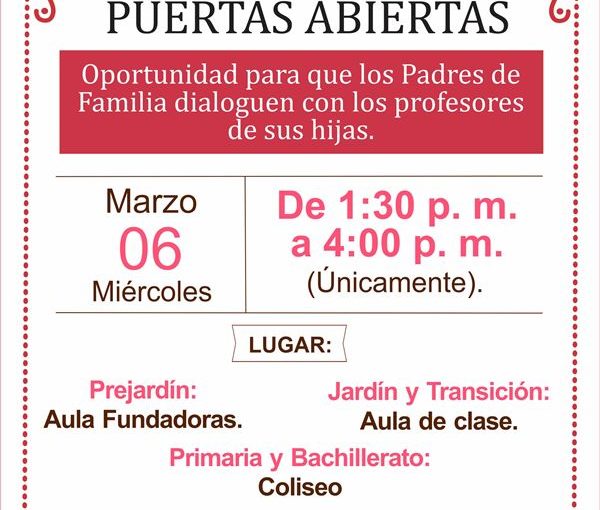 PUERTAS ABIERTAS
Oportunidad para que los Padres de
Familia dialoguen con los profesores
de sus hijas.
Marzo
06
Miércoles
De 1:30 p. m.
a 4:00 p. m.
(Únicamente).
LUGAR:
Prejardín:
Aula Fundadoras.
Jardín y Transición:
Aula de clase.
Primaria y Bachillerato:
Coliseo